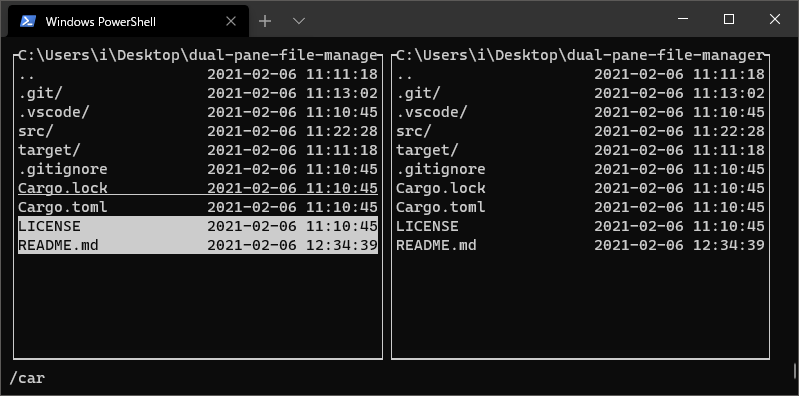 Windows PowerShell
C:\Users\i\Desktop\dual-pane-file-manage
.. 2021-02-06 11:11:18
.git/ 2021-02-06 11:13:02
.vscode/ 2021-02-06 11:10:45
src/ 2021-02-06 11:22:28
target/ 2021-02-06 11:11:18
.gitignore 2021-02-06 11:10:45
Cargo.lock 2021-02-06 11:10:45
Cargo.toml 2021-02-06 11:10:45
LICENSE 2021-02-06 11:10:45
README.md 2021-02-06 12:34:39
C:\Users\i\Desktop\dual-pane-file-manager
.. 2021-02-06 11:11:18
.git/ 2021-02-06 11:13:02
.vscode/ 2021-02-06 11:10:45
src/ 2021-02-06 11:22:28
target/ 2021-02-06 11:11:18
.gitignore 2021-02-06 11:10:45
Cargo.lock 2021-02-06 11:10:45
Cargo.toml 2021-02-06 11:10:45
LICENSE 2021-02-06 11:10:45
README.md 2021-02-06 12:34:39
/car